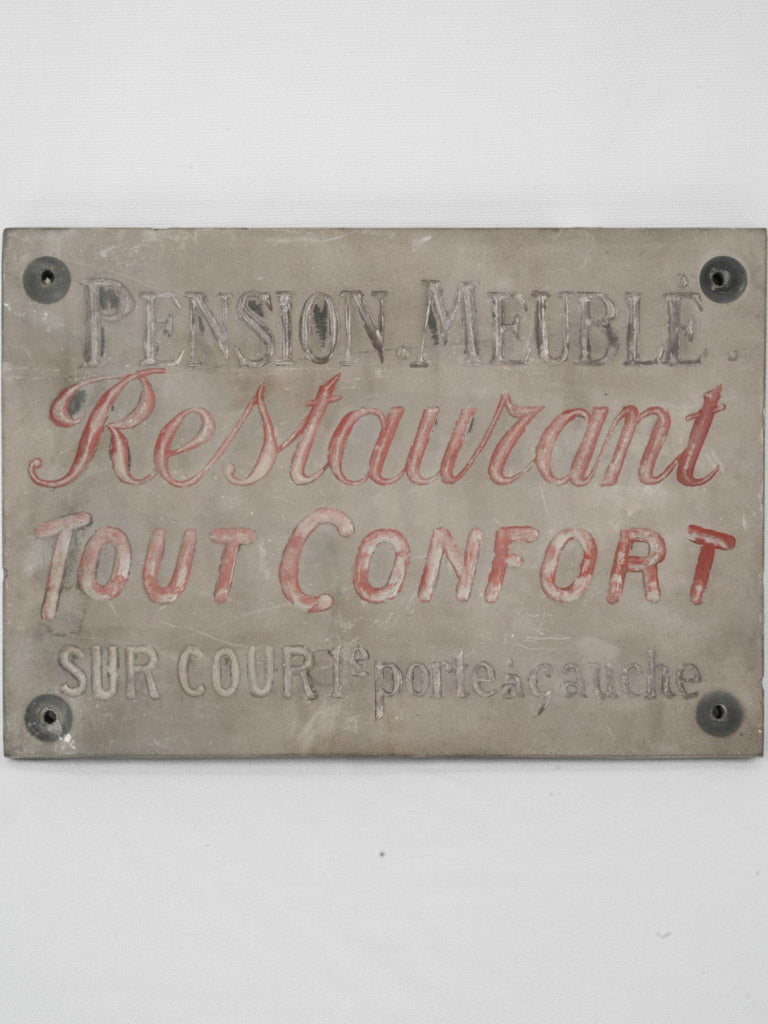 PENSION. MEUBLÉ.
Restaurant
TOUT CONFORT
SUR COUR 1e porte à gauche